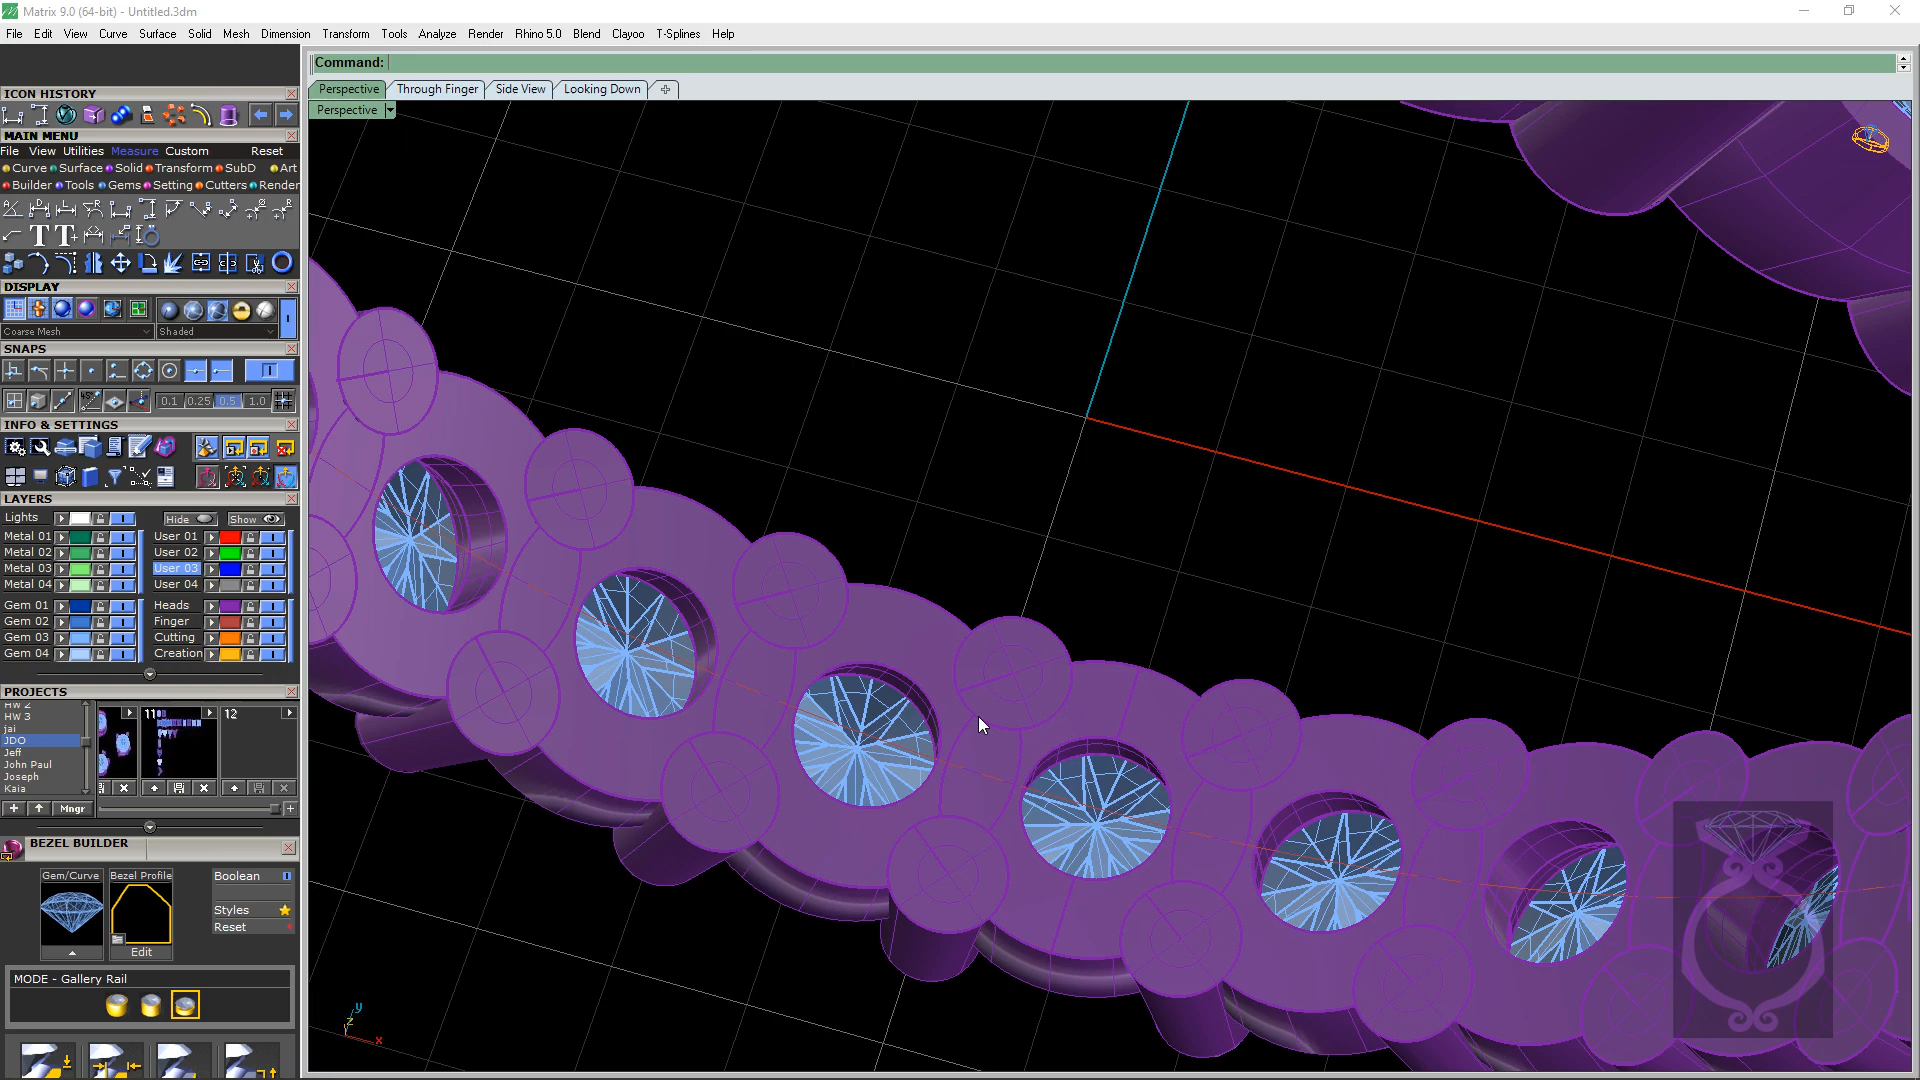 Matrix 9.0 (64-bit) - Untitled.3dm
File Edit View Curve Surface Solid Mesh Dimension Transform Tools Analyze Render Rhino 5.0 Blend Clayoo T-Splines Help
Command:
Perspective Through Finger Side View Looking Down
Perspective
ICON HISTORY
MAIN MENU
File View Utilities Measure Custom Reset
Curve Surface Solid Transform SubD Art
Builder Tools Gems Setting Cutters Render
DISPLAY
Coarse Mesh Shaded
SNAPS
0.1 0.25 0.5 1.0
INFO & SETTINGS
LAYERS
Lights Hide Show
Metal 01 User 01
Metal 02 User 02
Metal 03 User 03
Metal 04 User 04
Gem 01 Heads
Gem 02 Finger
Gem 03 Cutting
Gem 04 Creation
PROJECTS
HW 2
HW 3
jai
JDO
Jeff
John Paul
Joseph
Kaia
11 12
Mngr
BEZEL BUILDER
Gem/Curve Bezel Profile Boolean
Styles
Reset
Edit
MODE - Gallery Rail
y
z
x